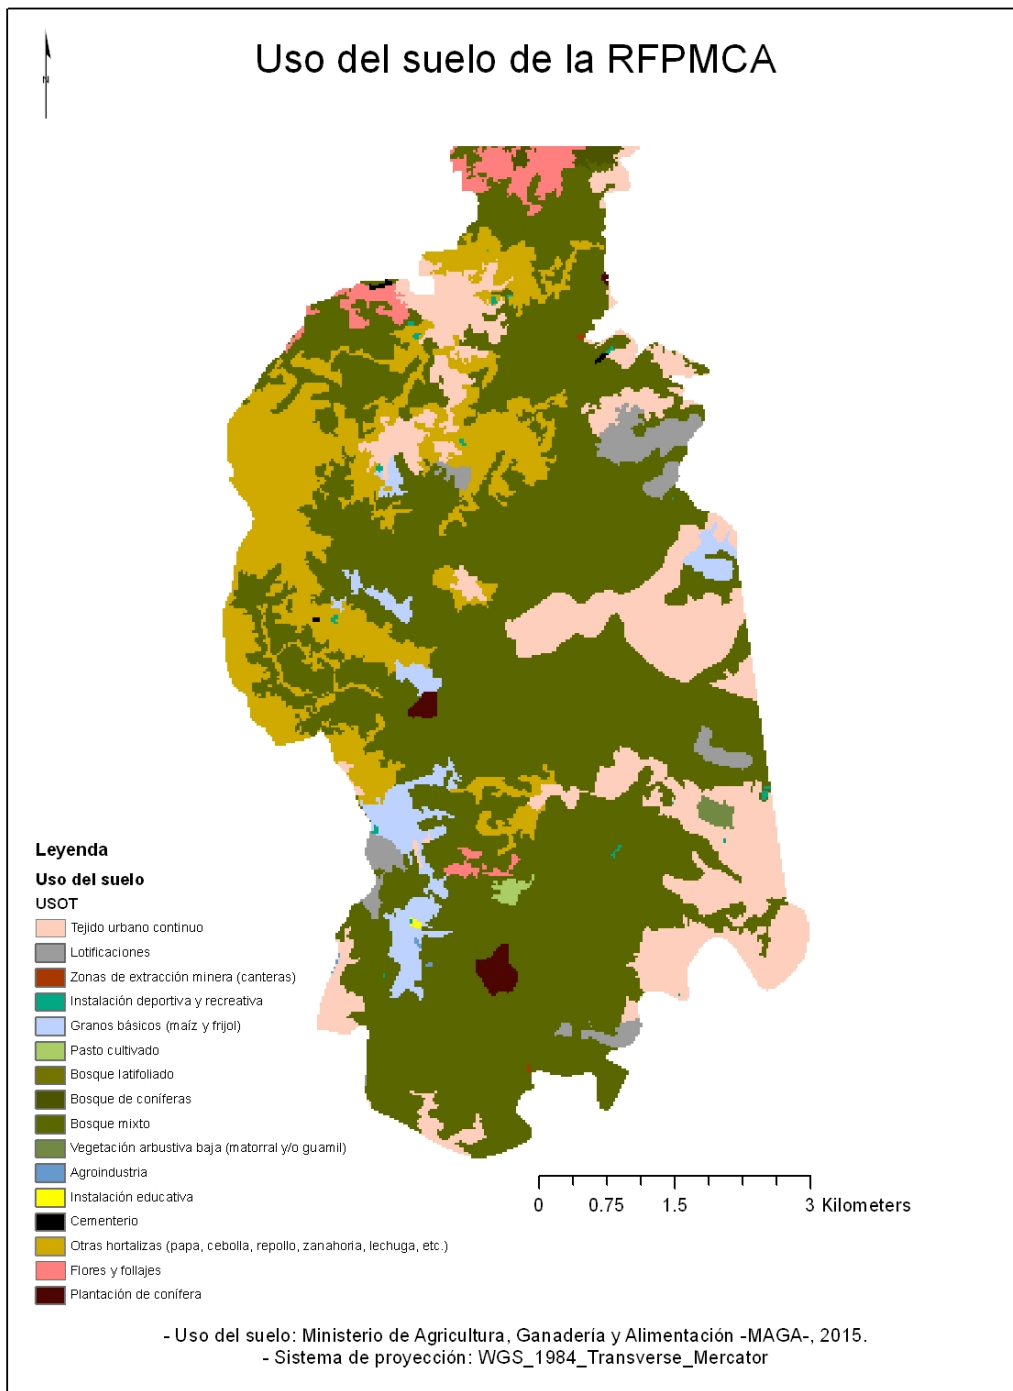 Uso del suelo de la RFPMCA
N
Leyenda
Uso del suelo
USOT
Tejido urbano continuo
Lotificaciones
Zonas de extracción minera (canteras)
Instalación deportiva y recreativa
Granos básicos (maíz y frijol)
Pasto cultivado
Bosque latifoliado
Bosque de coníferas
Bosque mixto
Vegetación arbustiva baja (matorral y/o guamil)
Agroindustria
Instalación educativa
Cementerio
Otras hortalizas (papa, cebolla, repollo, zanahoria, lechuga, etc.)
Flores y follajes
Plantación de conífera
0 0.75 1.5 3 Kilometers
- Uso del suelo: Ministerio de Agricultura, Ganadería y Alimentación -MAGA-, 2015.
- Sistema de proyección: WGS_1984_Transverse_Mercator